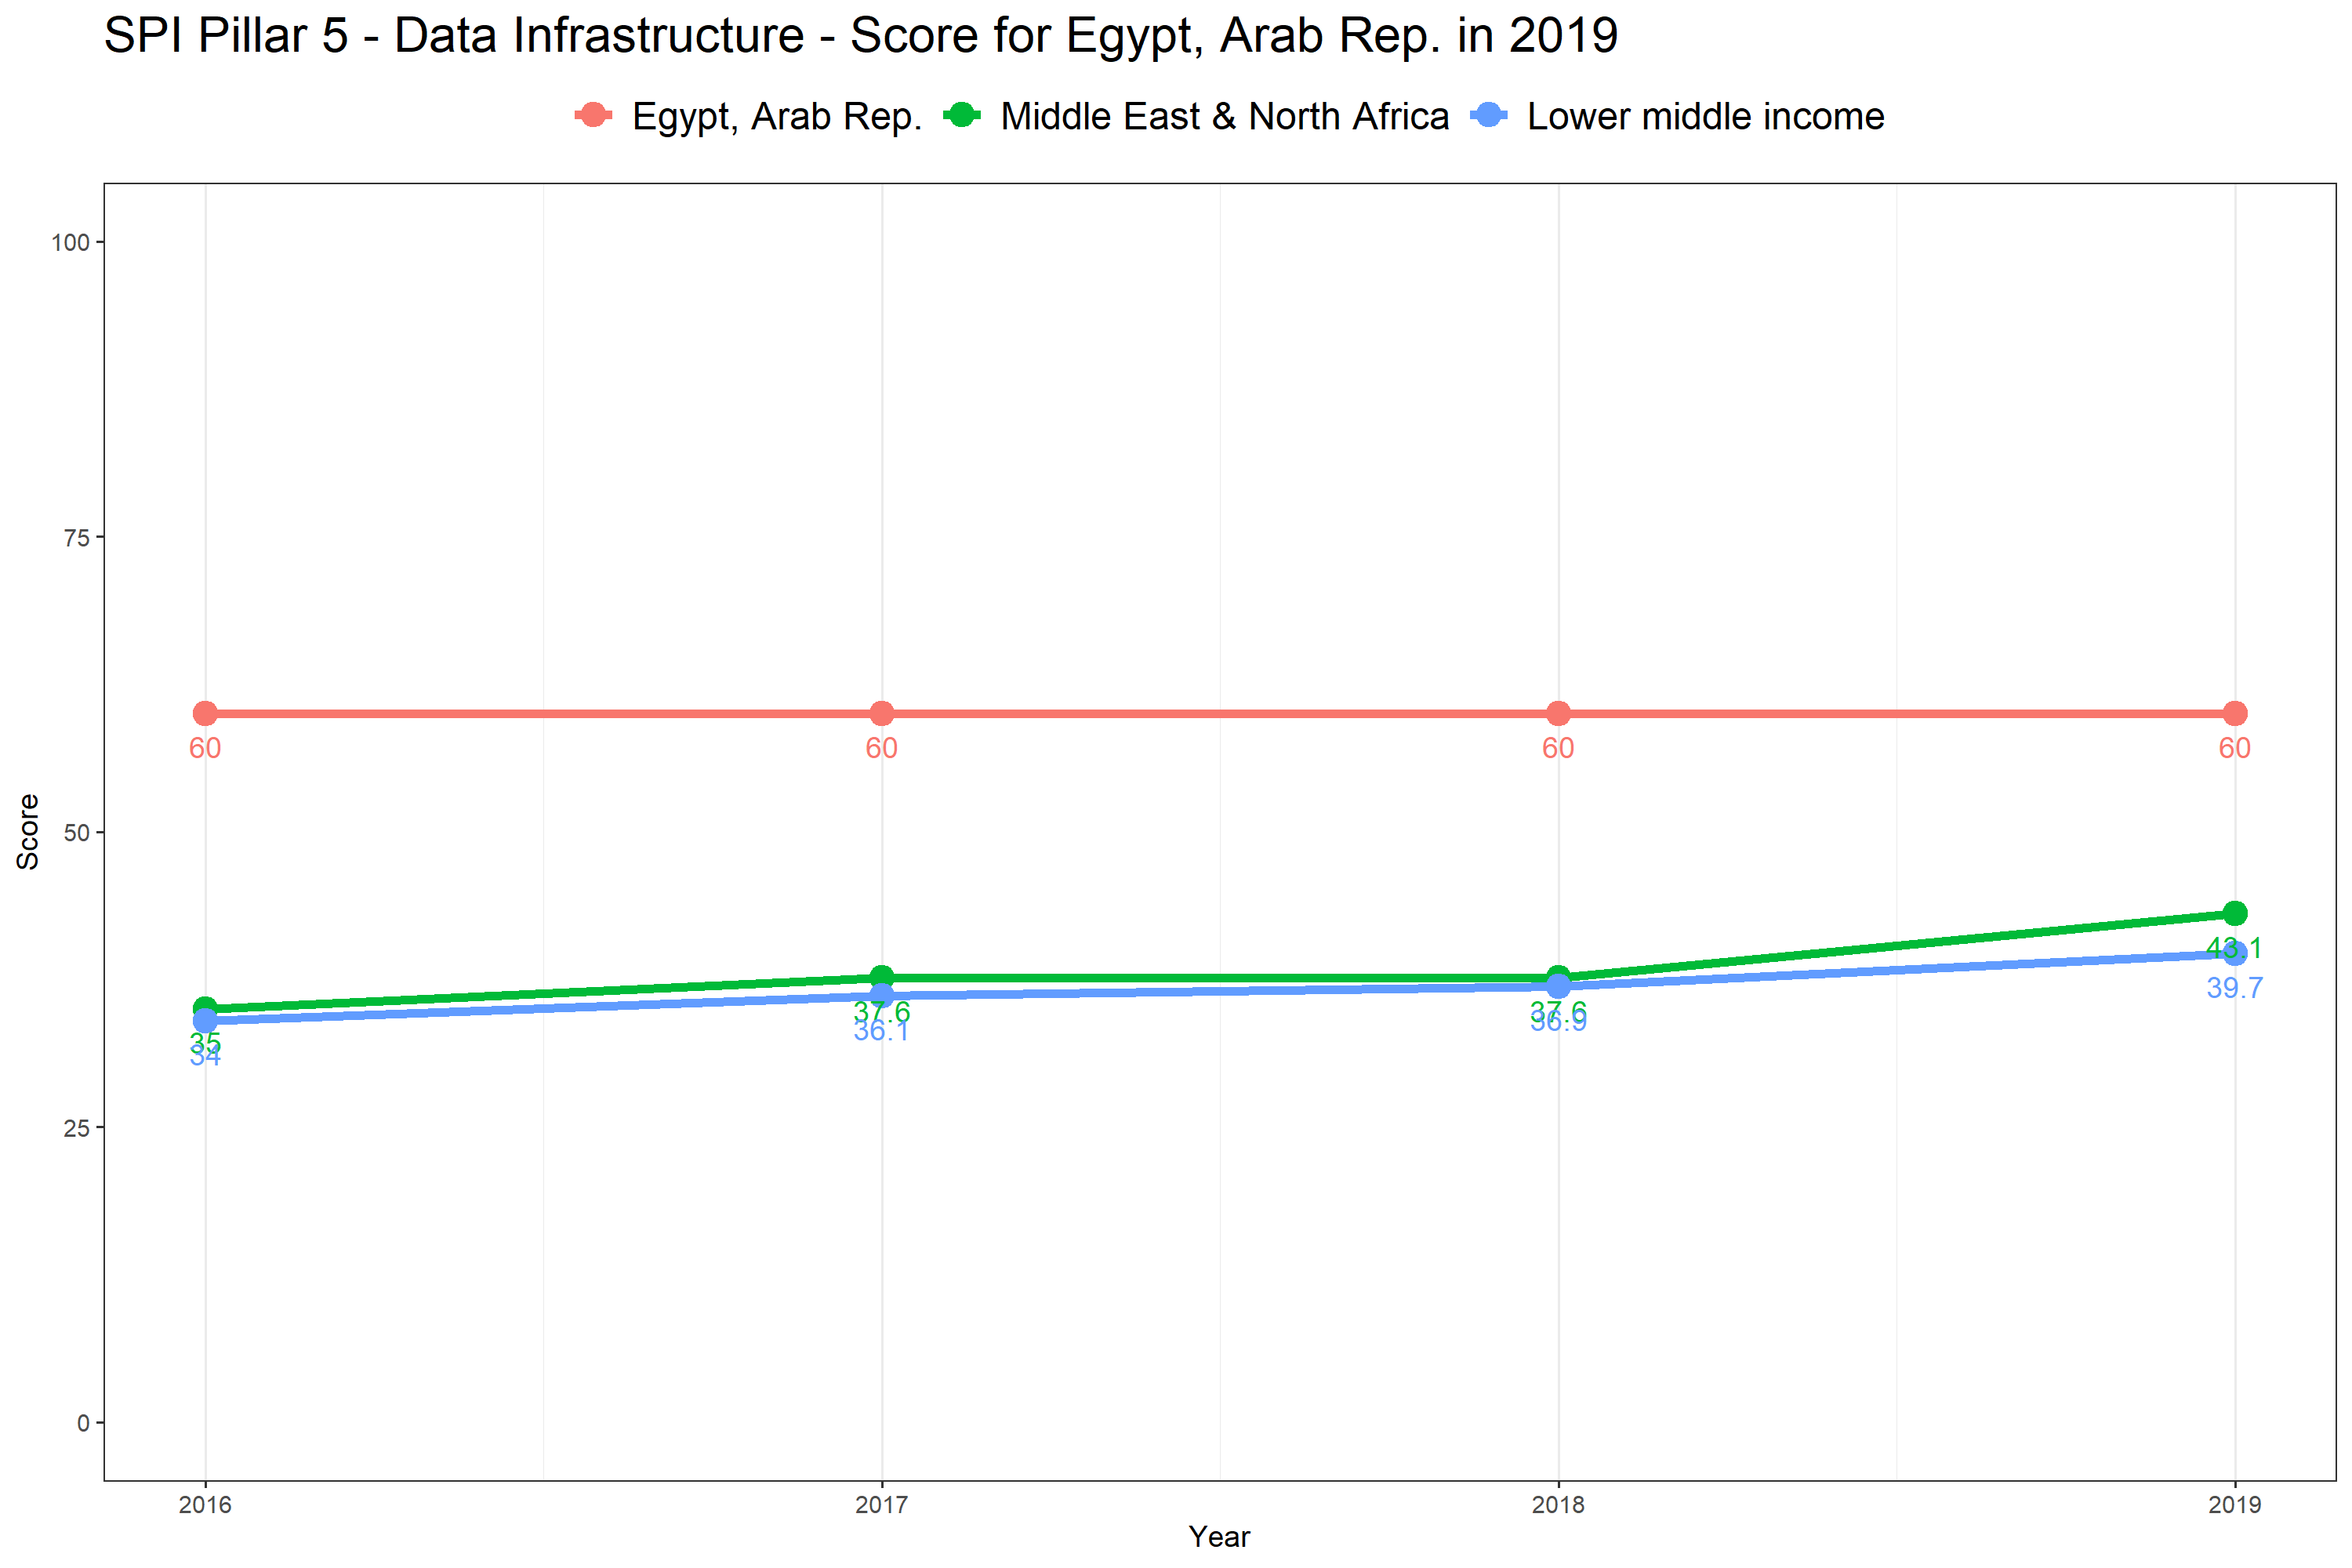 SPI Pillar 5 - Data Infrastructure - Score for Egypt, Arab Rep. in 2019
Egypt, Arab Rep. Middle East & North Africa Lower middle income
100
75
50
25
0
Score
60 60 60 60
43.1
39.7
37.6 37.6
36.1 36.9
35
34
2016 2017 2018 2019
Year